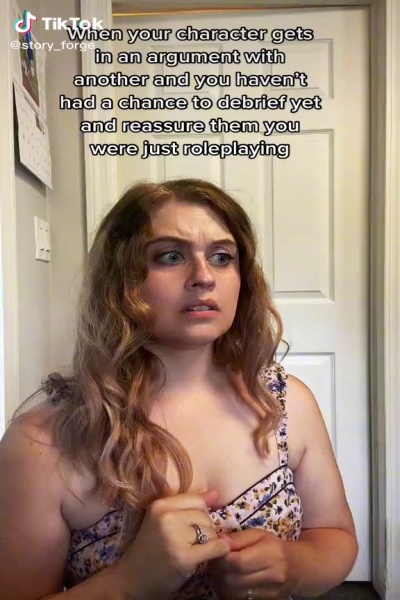 TikTok
@story_forge
When your character gets
in an argument with
another and you haven't
had a chance to debrief yet
and reassure them you
were just roleplaying